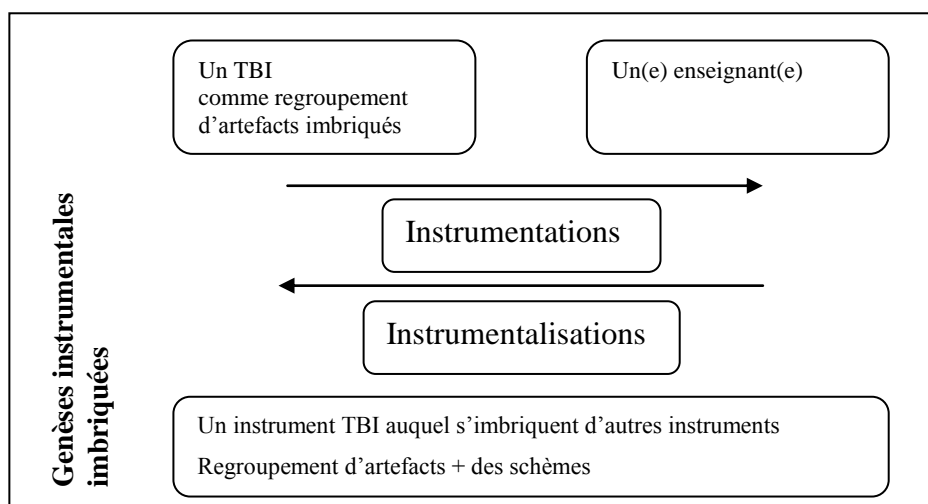 Un TBI
comme regroupement
d'artefacts imbriqués
Un(e) enseignant(e)
Instrumentations
Instrumentalisations
Genèses instrumentales
imbriquées
Un instrument TBI auquel s'imbriquent d'autres instruments
Regroupement d'artefacts + des schèmes